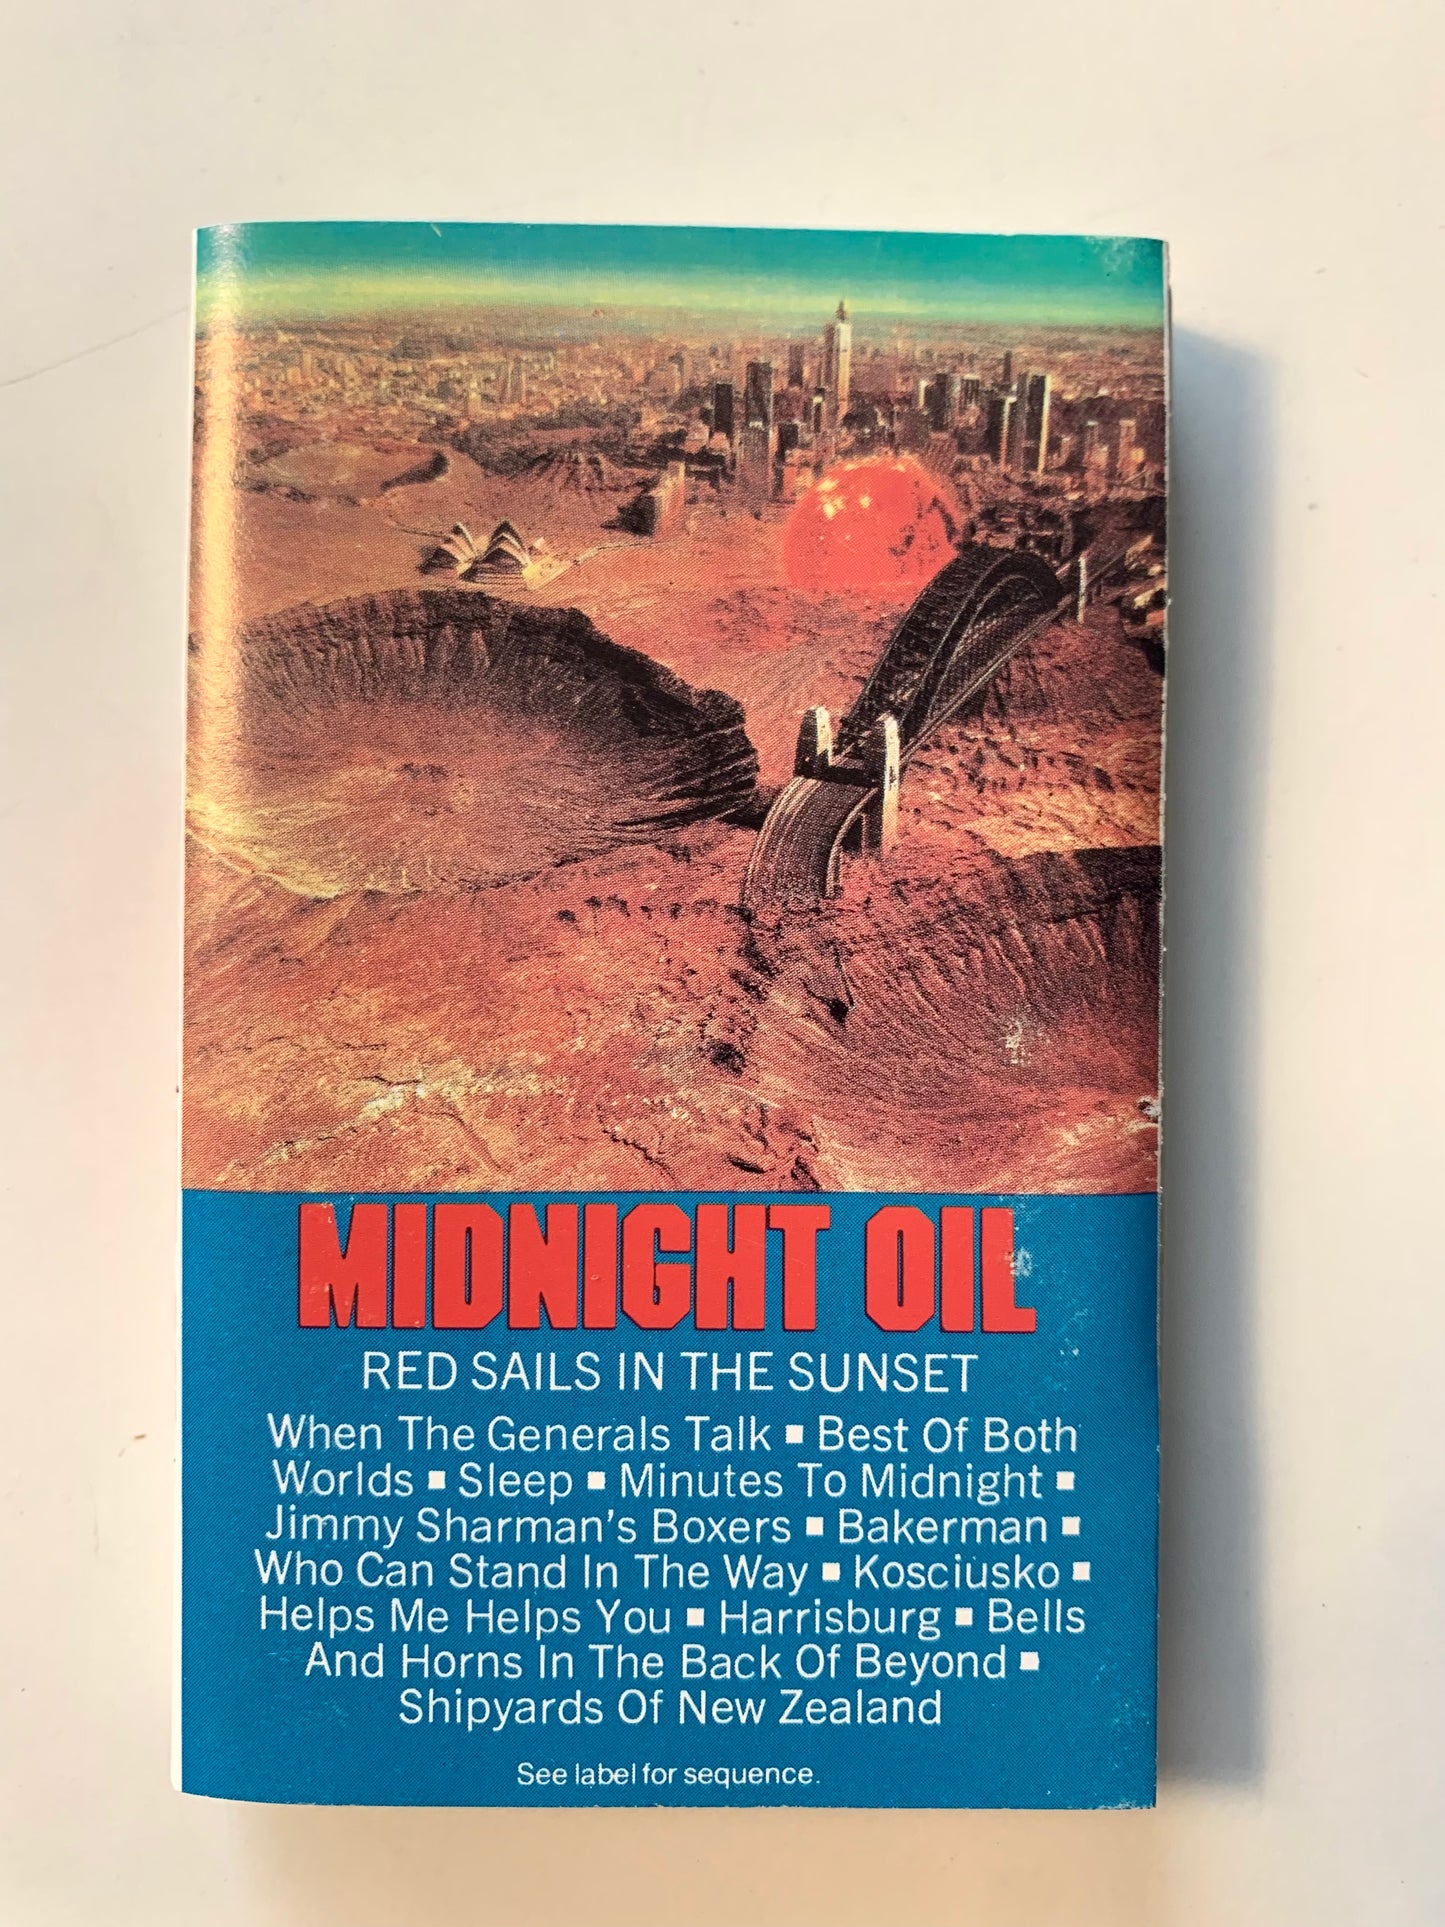 MIDNIGHT OIL
RED SAILS IN THE SUNSET
When The Generals Talk ▪ Best Of Both
Worlds ▪ Sleep ▪ Minutes To Midnight ▪
Jimmy Sharman's Boxers ▪ Bakerman ▪
Who Can Stand In The Way ▪ Kosciusko ▪
Helps Me Helps You ▪ Harrisburg ▪ Bells
And Horns In The Back Of Beyond ▪
Shipyards Of New Zealand
See label for sequence.